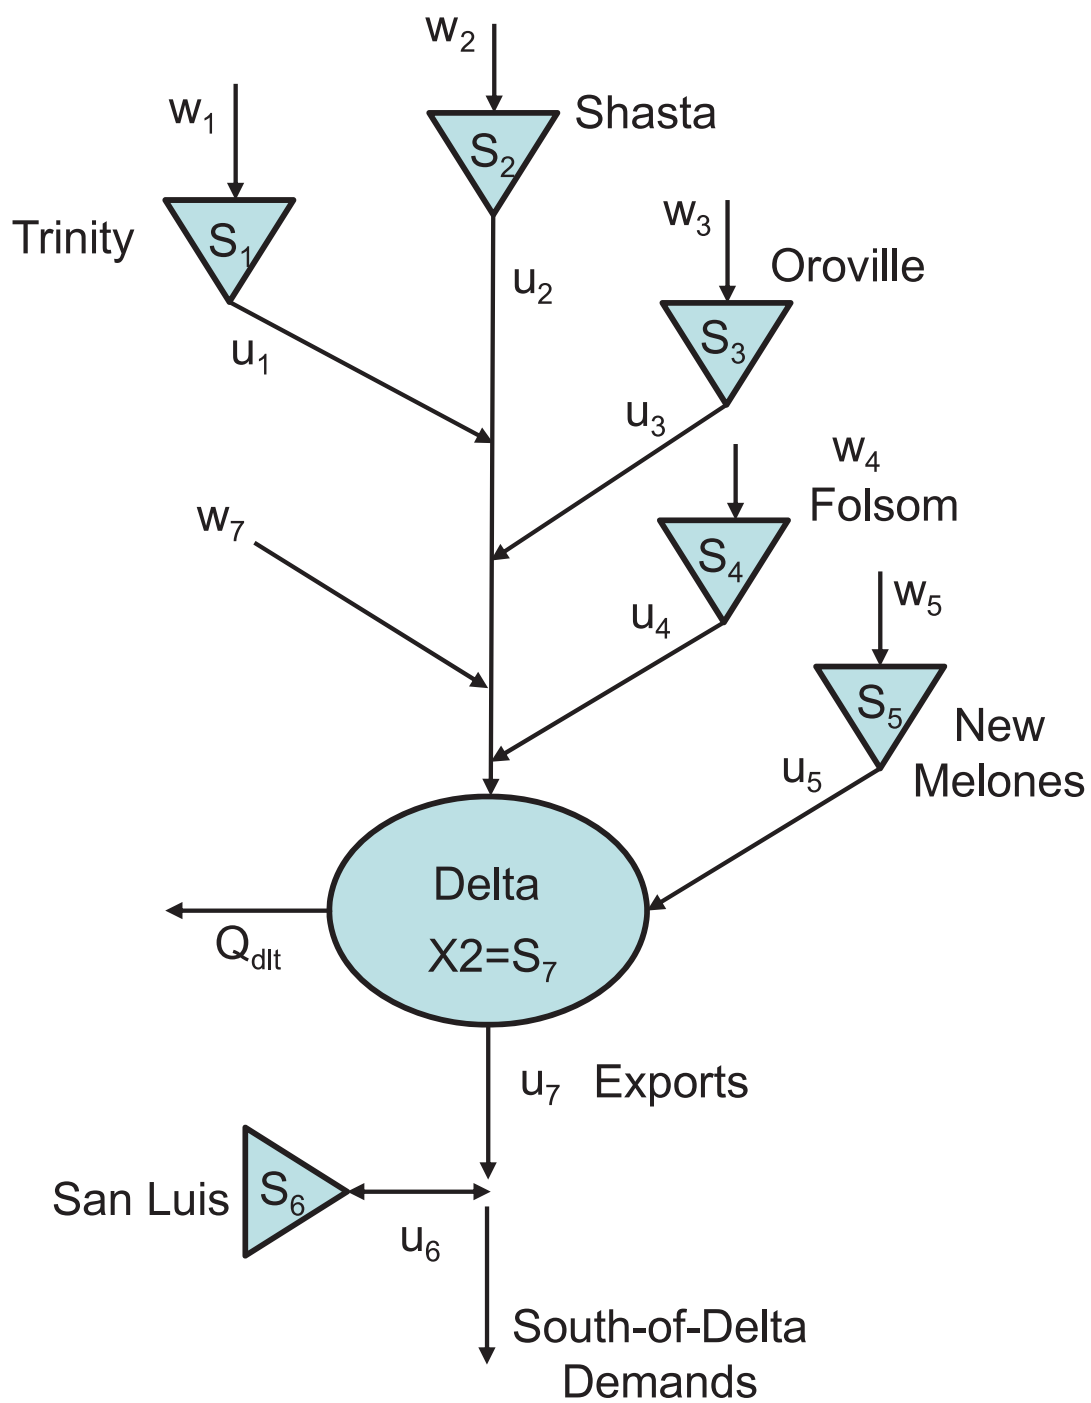 w2
Shasta
w1
S2
w3
Trinity
S1
Oroville
u2
S3
u1
u3
w4
Folsom
w7
S4
w5
u4
S5
New
Melones
u5
Delta
X2=S7
Qdlt
u7
Exports
San Luis
S6
u6
South-of-Delta
Demands